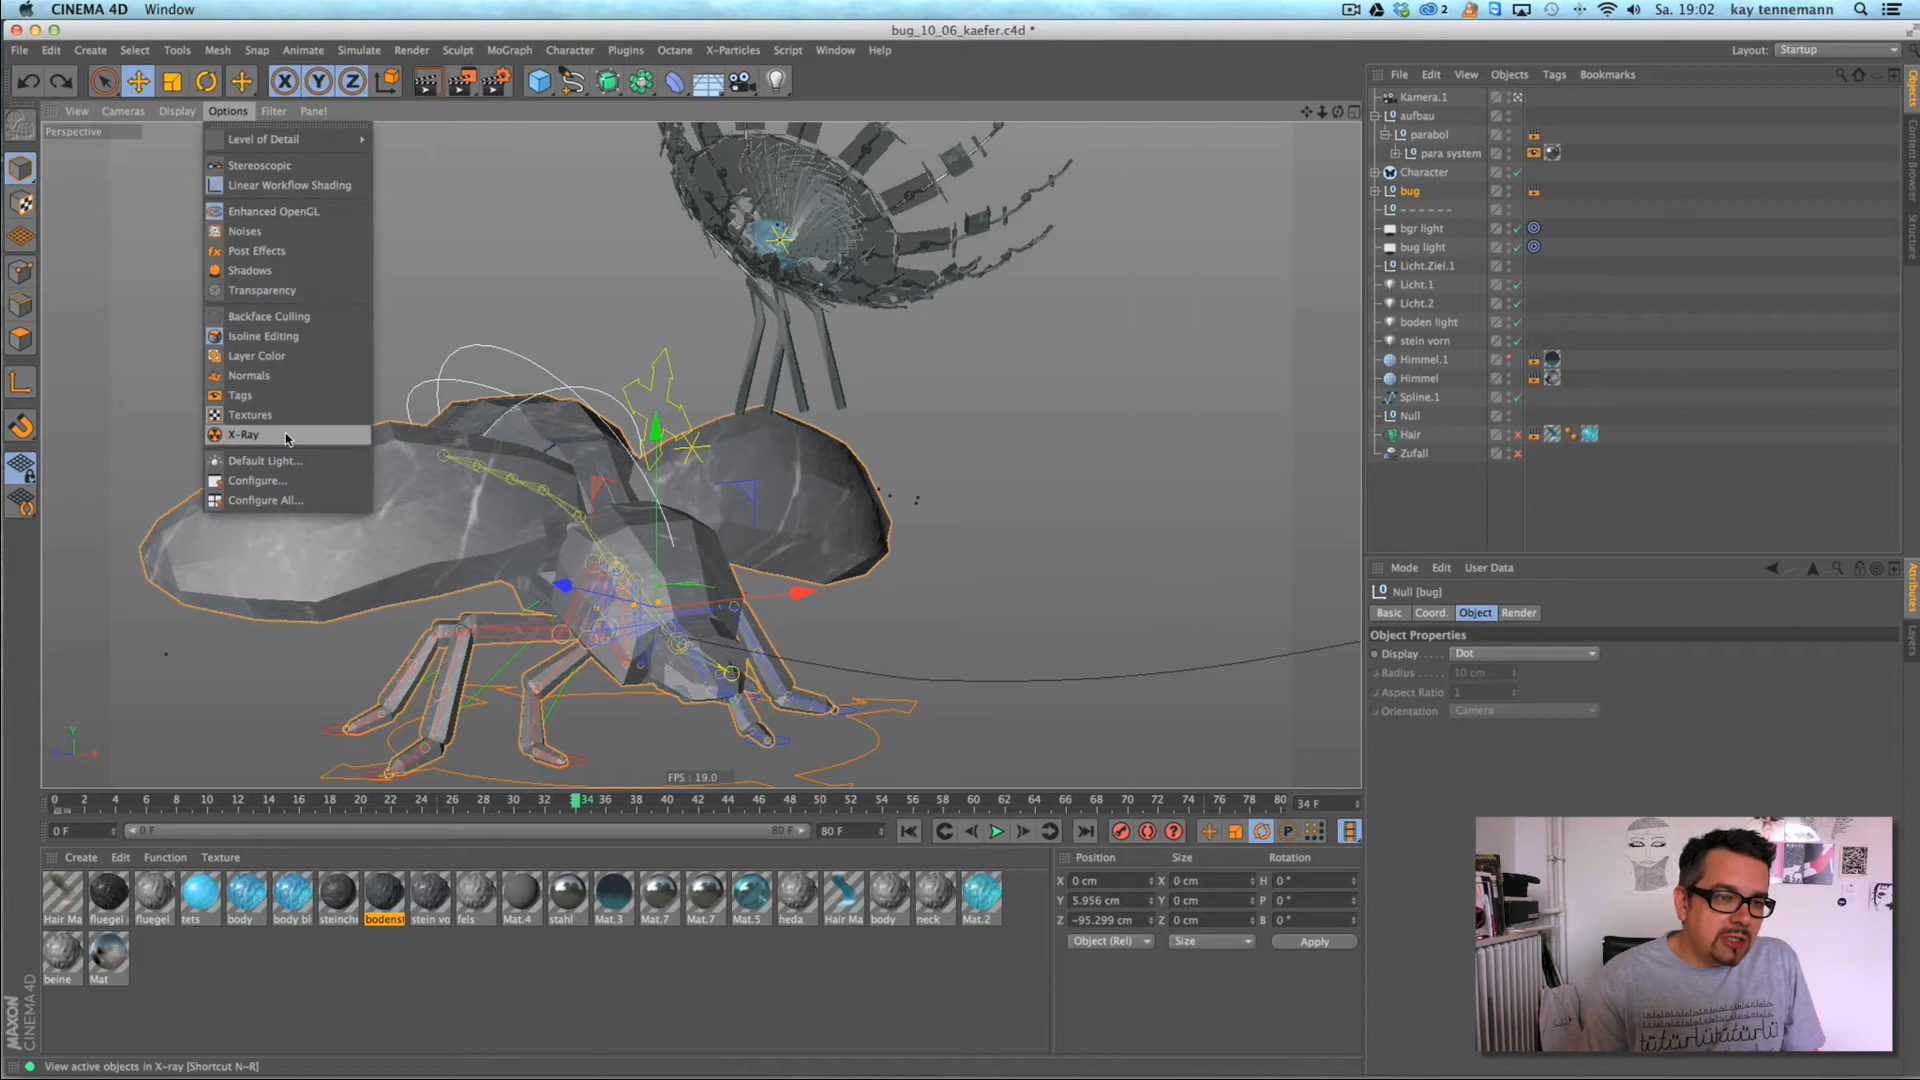 CINEMA 4D Window
2
Sa. 19:02 kay tennemann
bug_10_06_kaefer.c4d *
File Edit Create Select Tools Mesh Snap Animate Simulate Render Sculpt MoGraph Character Plugins Octane X-Particles Script Window Help
Layout: Startup
X Y Z
File Edit View Objects Tags Bookmarks
View Cameras Display Options Filter Panel
Perspective
Level of Detail
Stereoscopic
Linear Workflow Shading
Enhanced OpenGL
Noises
Post Effects
Shadows
Transparency
Backface Culling
Isoline Editing
Layer Color
Normals
Tags
Textures
X-Ray
Default Light...
Configure...
Configure All...
Kamera.1
aufbau
parabol
para system
Character
bug
- - - - - - -
bgr light
bug light
Licht.Ziel.1
Licht.1
Licht.2
boden light
stein vorn
Himmel.1
Himmel
Spline.1
Null
Hair
Zufall
Objects
Content Browser
Structure
Mode Edit User Data
Null [bug]
Basic Coord. Object Render
Object Properties
Display Dot
Radius 10 cm
Aspect Ratio 1
Orientation Camera
Attributes
Layers
Y
FPS : 19.0
0 2 4 6 8 10 12 14 16 18 20 22 24 26 28 30 32 34 36 38 40 42 44 46 48 50 52 54 56 58 60 62 64 66 68 70 72 74 76 78 80 34 F
0 F 0 F 80 F 80 F
P
Create Edit Function Texture
Hair Ma fluegel fluegel tets body body bl steinche bodenst stein vo fels Mat.4 stahl Mat.3 Mat.7 Mat.7 Mat.5 heda Hair Ma body neck Mat.2
beine Mat
Position Size Rotation
X 0 cm X 0 cm H 0 °
Y 5.956 cm Y 0 cm P 0 °
Z -95.299 cm Z 0 cm B 0 °
Object (Rel) Size Apply
MAXON
CINEMA 4D
View active objects in X-ray [Shortcut N~R]